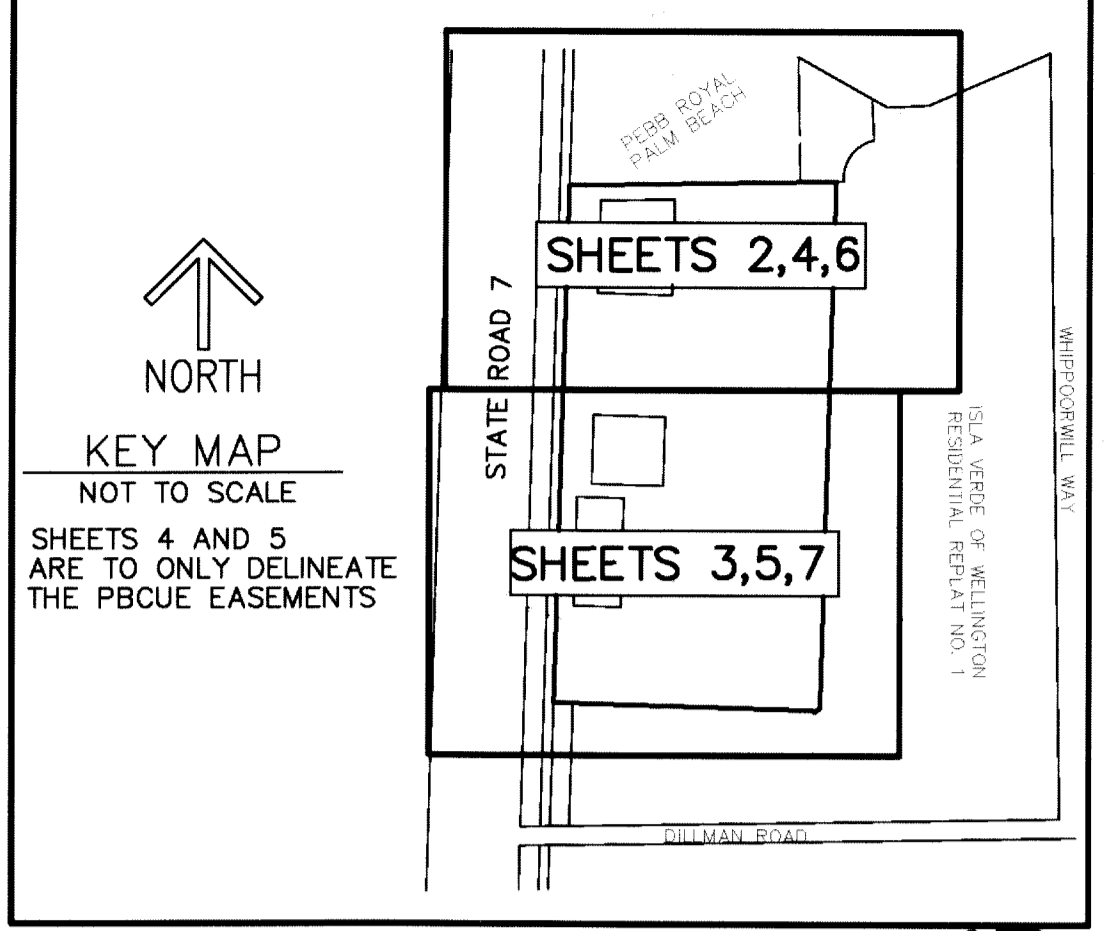 PEBB ROYAL
PALM BEACH
SHEETS 2,4,6
STATE ROAD 7
NORTH
KEY MAP
NOT TO SCALE
SHEETS 4 AND 5
ARE TO ONLY DELINEATE
THE PBCUE EASEMENTS
SHEETS 3,5,7
WHIPPOORWILL WAY
ISLA VERDE OF WELLINGTON
RESIDENTIAL REPLAT NO. 1
DILLMAN ROAD